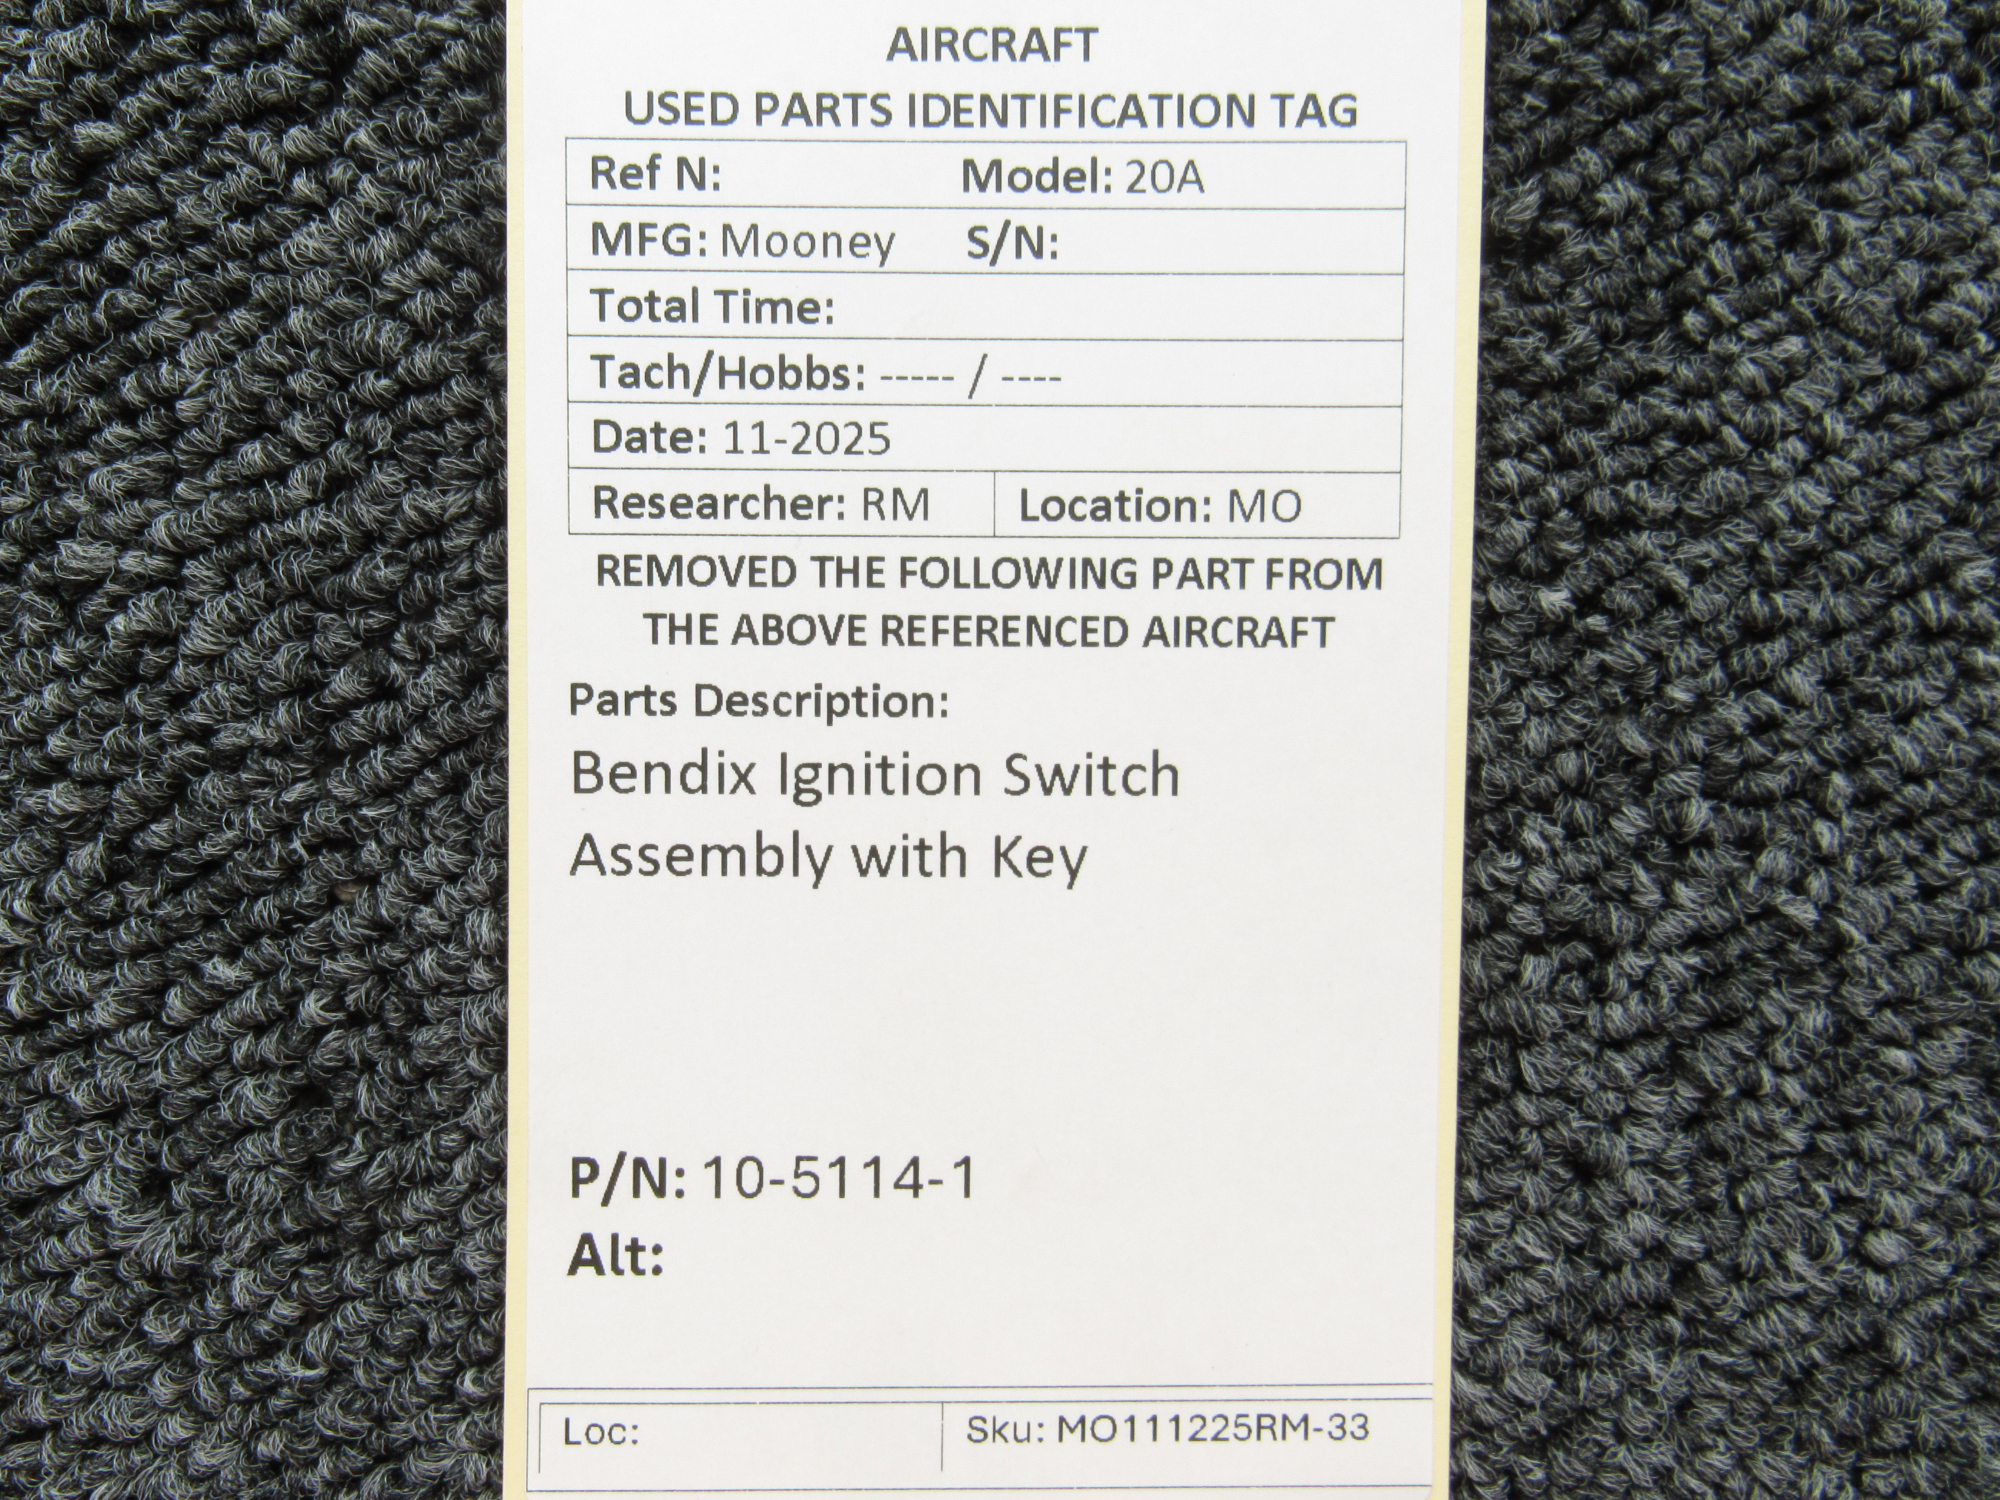 AIRCRAFT
USED PARTS IDENTIFICATION TAG
Ref N: Model: 20A
MFG: Mooney S/N:
Total Time:
Tach/Hobbs: ----- / ----
Date: 11-2025
Researcher: RM Location: MO
REMOVED THE FOLLOWING PART FROM
THE ABOVE REFERENCED AIRCRAFT
Parts Description:
Bendix Ignition Switch
Assembly with Key
P/N: 10-5114-1
Alt:
Loc: Sku: MO111225RM-33